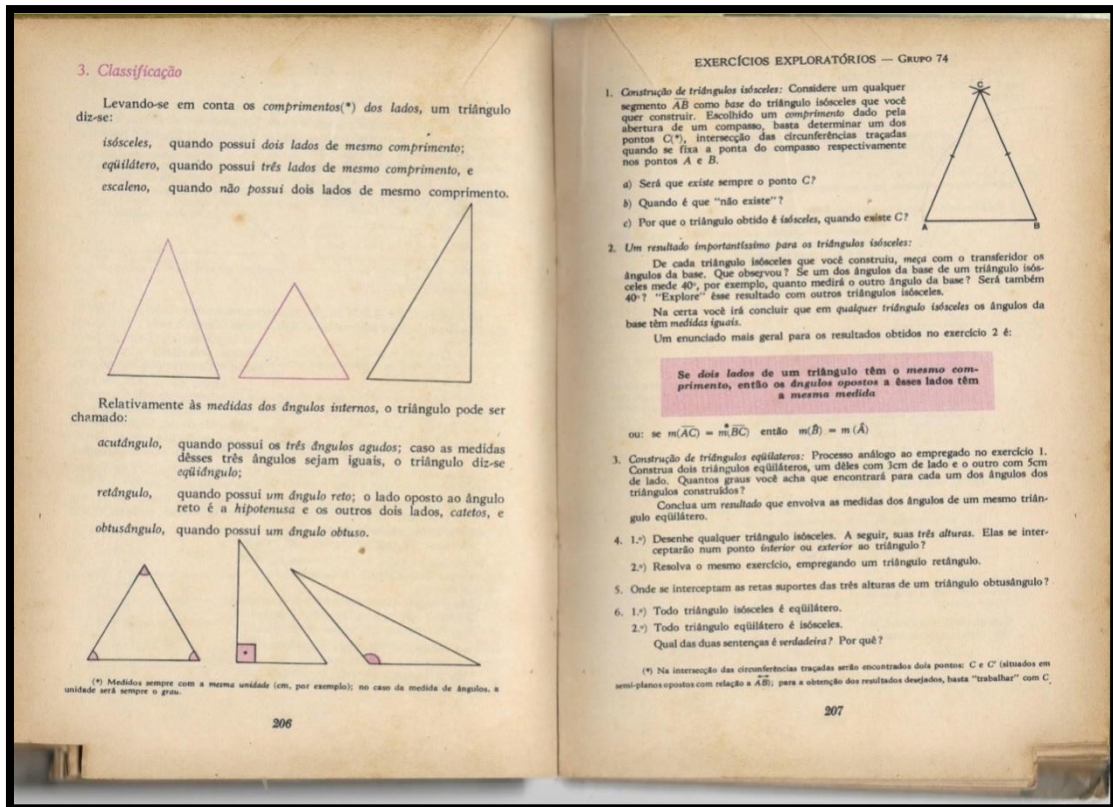 3. Classificação
Levando-se em conta os comprimentos(*) dos lados, um triângulo
diz-se:
isósceles, quando possui dois lados de mesmo comprimento;
eqüilátero, quando possui três lados de mesmo comprimento, e
escaleno, quando não possui dois lados de mesmo comprimento.
Relativamente às medidas dos ângulos internos, o triângulo pode ser
chamado:
acutângulo, quando possui os três ângulos agudos; caso as medidas
dêsses três ângulos sejam iguais, o triângulo diz-se
eqüiângulo;
retângulo, quando possui um ângulo reto; o lado oposto ao ângulo
reto é a hipotenusa e os outros dois lados, catetos, e
obtusângulo, quando possui um ângulo obtuso.
(*) Medidos sempre com a mesma unidade (cm, por exemplo); no caso da medida de ângulos, a
unidade será sempre o grau.
206
EXERCÍCIOS EXPLORATÓRIOS — GRUPO 74
1. Construção de triângulos isósceles: Considere um qualquer
segmento AB como base do triângulo isósceles que você
quer construir. Escolhido um comprimento dado pela
abertura de um compasso, basta determinar um dos
pontos C(*), intersecção das circunferências traçadas
quando se fixa a ponta do compasso respectivamente
nos pontos A e B.
a) Será que existe sempre o ponto C?
b) Quando é que "não existe"?
c) Por que o triângulo obtido é isósceles, quando existe C?
C
A B
2. Um resultado importantíssimo para os triângulos isósceles:
De cada triângulo isósceles que você construiu, meça com o transferidor os
ângulos da base. Que observou? Se um dos ângulos da base de um triângulo isós-
celes mede 40°, por exemplo, quanto medirá o outro ângulo da base? Será também
40°? "Explore" êsse resultado com outros triângulos isósceles.
Na certa você irá concluir que em qualquer triângulo isósceles os ângulos da
base têm medidas iguais.
Um enunciado mais geral para os resultados obtidos no exercício 2 é:
Se dois lados de um triângulo têm o mesmo com-
primento, então os ângulos opostos a êsses lados têm
a mesma medida
ou: se m(AC) = m(BC) então m(B̂) = m (Â)
3. Construção de triângulos eqüiláteros: Processo análogo ao empregado no exercício 1.
Construa dois triângulos eqüiláteros, um dêles com 3cm de lado e o outro com 5cm
de lado. Quantos graus você acha que encontrará para cada um dos ângulos dos
triângulos construídos?
Conclua um resultado que envolva as medidas dos ângulos de um mesmo triân-
gulo eqüilátero.
4. 1.º) Desenhe qualquer triângulo isósceles. A seguir, suas três alturas. Elas se inter-
ceptarão num ponto interior ou exterior ao triângulo?
2.º) Resolva o mesmo exercício, empregando um triângulo retângulo.
5. Onde se interceptam as retas suportes das três alturas de um triângulo obtusângulo?
6. 1.º) Todo triângulo isósceles é eqüilátero.
2.º) Todo triângulo eqüilátero é isósceles.
Qual das duas sentenças é verdadeira? Por quê?
(*) Na intersecção das circunferências traçadas serão encontrados dois pontos: C e C' (situados em
semi-planos opostos com relação a AB); para a obtenção dos resultados desejados, basta "trabalhar" com C.
207